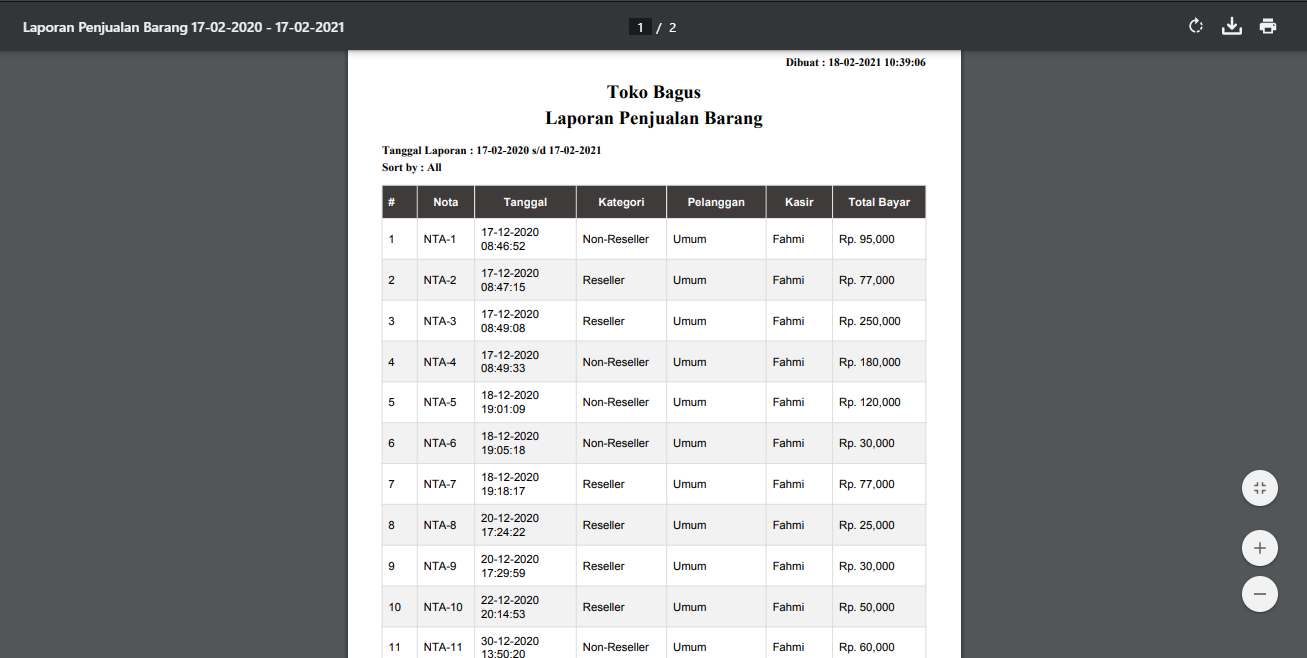 Laporan Penjualan Barang 17-02-2020 - 17-02-2021
1 / 2
Dibuat : 18-02-2021 10:39:06
Toko Bagus
Laporan Penjualan Barang
Tanggal Laporan : 17-02-2020 s/d 17-02-2021
Sort by : All
# Nota Tanggal Kategori Pelanggan Kasir Total Bayar
1 NTA-1 17-12-2020 08:46:52 Non-Reseller Umum Fahmi Rp. 95,000
2 NTA-2 17-12-2020 08:47:15 Reseller Umum Fahmi Rp. 77,000
3 NTA-3 17-12-2020 08:49:08 Reseller Umum Fahmi Rp. 250,000
4 NTA-4 17-12-2020 08:49:33 Non-Reseller Umum Fahmi Rp. 180,000
5 NTA-5 18-12-2020 19:01:09 Non-Reseller Umum Fahmi Rp. 120,000
6 NTA-6 18-12-2020 19:05:18 Non-Reseller Umum Fahmi Rp. 30,000
7 NTA-7 18-12-2020 19:18:17 Reseller Umum Fahmi Rp. 77,000
8 NTA-8 20-12-2020 17:24:22 Reseller Umum Fahmi Rp. 25,000
9 NTA-9 20-12-2020 17:29:59 Reseller Umum Fahmi Rp. 30,000
10 NTA-10 22-12-2020 20:14:53 Reseller Umum Fahmi Rp. 50,000
11 NTA-11 30-12-2020 13:50:20 Non-Reseller Umum Fahmi Rp. 60,000